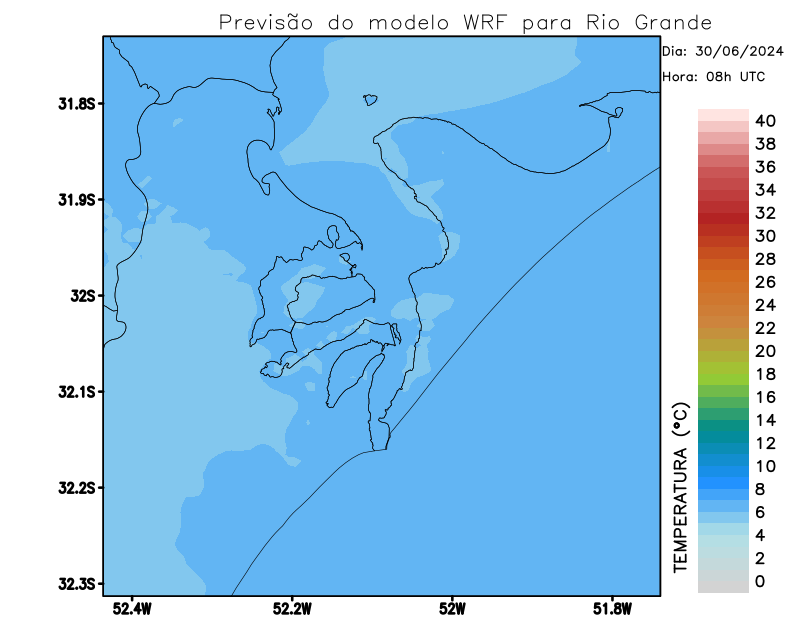 Previsão do modelo WRF para Rio Grande
Dia: 30/06/2024
Hora: 08h UTC
31.8S
31.9S
32S
32.1S
32.2S
32.3S
52.4W
52.2W
52W
51.8W
TEMPERATURA (°C)
40
38
36
34
32
30
28
26
24
22
20
18
16
14
12
10
8
6
4
2
0